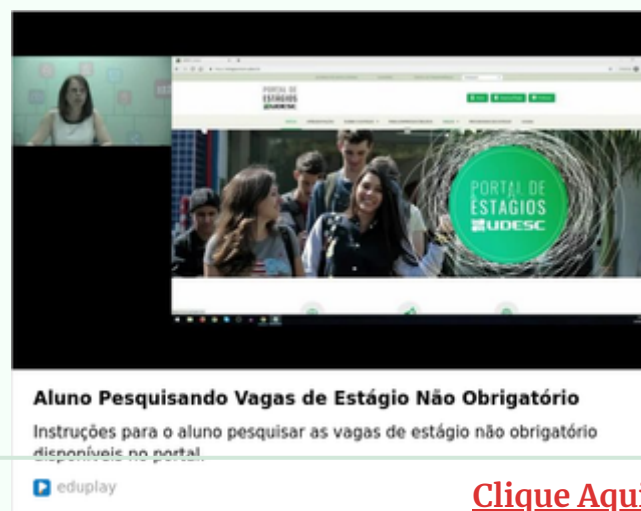 PORTAL DE
ESTÁGIOS
UDESC
PORTAL DE
ESTÁGIOS
UDESC
Aluno Pesquisando Vagas de Estágio Não Obrigatório
Instruções para o aluno pesquisar as vagas de estágio não obrigatório
disponíveis no portal.
eduplay
Clique Aqui